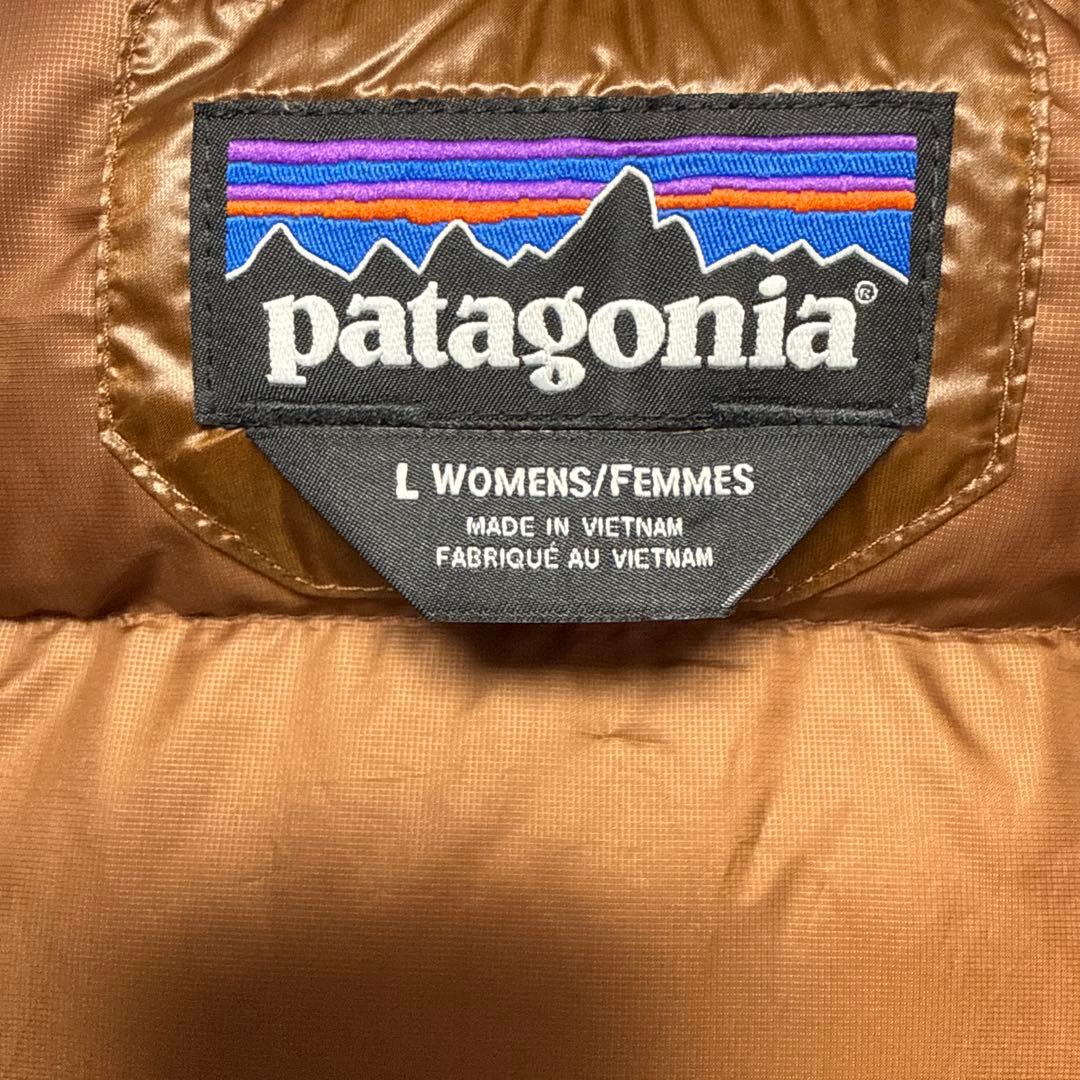 patagonia®
L WOMENS/FEMMES
MADE IN VIETNAM
FABRIQUÉ AU VIETNAM